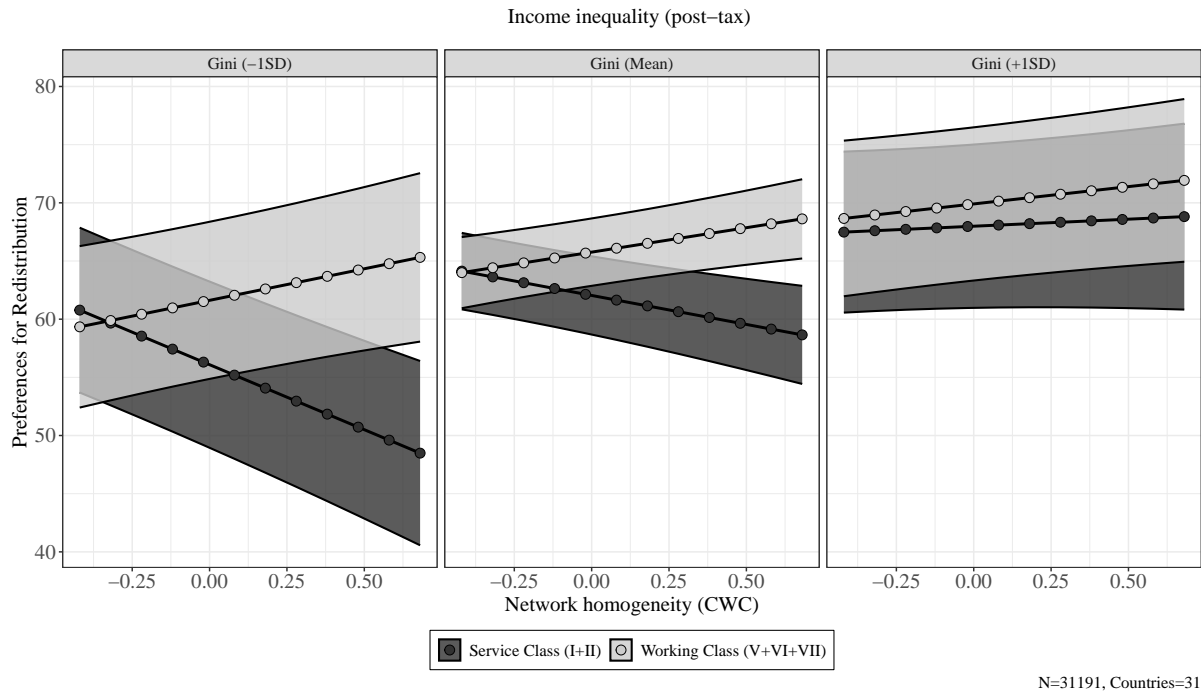 Income inequality (post−tax)
Gini (−1SD)
Gini (Mean)
Gini (+1SD)
Preferences for Redistribution
80
70
60
50
40
−0.25 0.00 0.25 0.50
−0.25 0.00 0.25 0.50
−0.25 0.00 0.25 0.50
Network homogeneity (CWC)
Service Class (I+II) Working Class (V+VI+VII)
N=31191, Countries=31